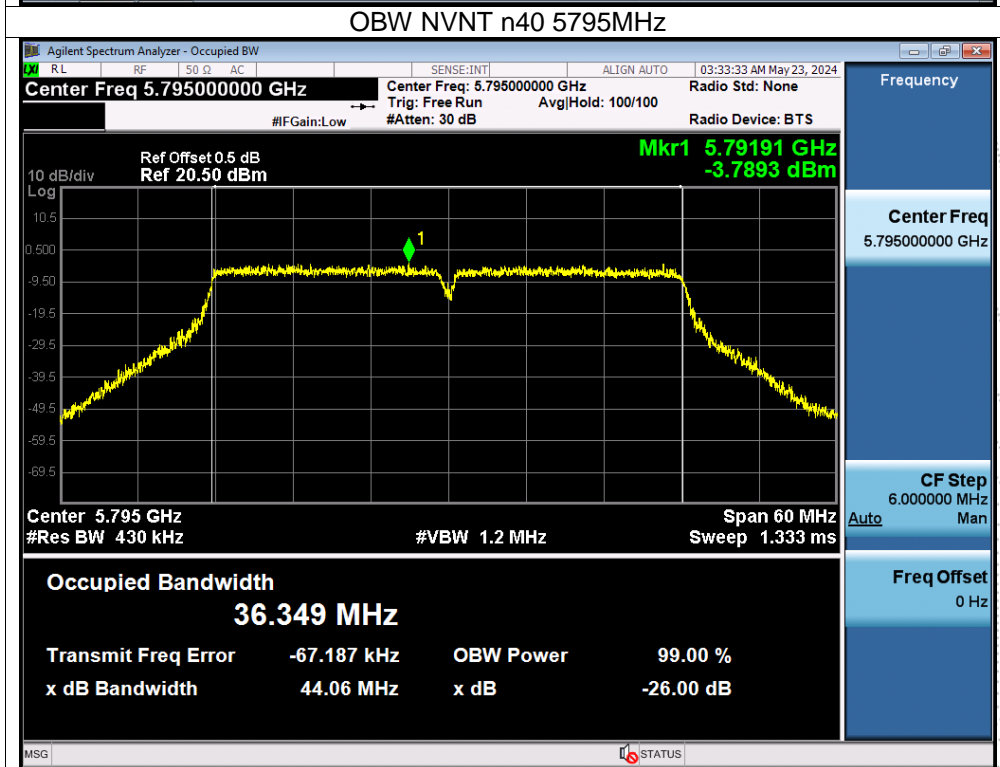 OBW NVNT n40 5795MHz
Agilent Spectrum Analyzer - Occupied BW
LXI RL RF 50 Ω AC SENSE:INT ALIGN AUTO 03:33:33 AM May 23, 2024
Center Freq 5.795000000 GHz
Center Freq: 5.795000000 GHz
Radio Std: None
Trig: Free Run Avg|Hold: 100/100
#IFGain:Low #Atten: 30 dB Radio Device: BTS
Mkr1 5.79191 GHz
-3.7893 dBm
Ref Offset 0.5 dB
10 dB/div Ref 20.50 dBm
Log
10.5
1
0.500
-9.50
-19.5
-29.5
-39.5
-49.5
-59.5
-69.5
Center 5.795 GHz Span 60 MHz
#Res BW 430 kHz #VBW 1.2 MHz Sweep 1.333 ms
Occupied Bandwidth
36.349 MHz
Transmit Freq Error -67.187 kHz OBW Power 99.00 %
x dB Bandwidth 44.06 MHz x dB -26.00 dB
Frequency
Center Freq
5.795000000 GHz
CF Step
6.000000 MHz
Auto Man
Freq Offset
0 Hz
MSG STATUS